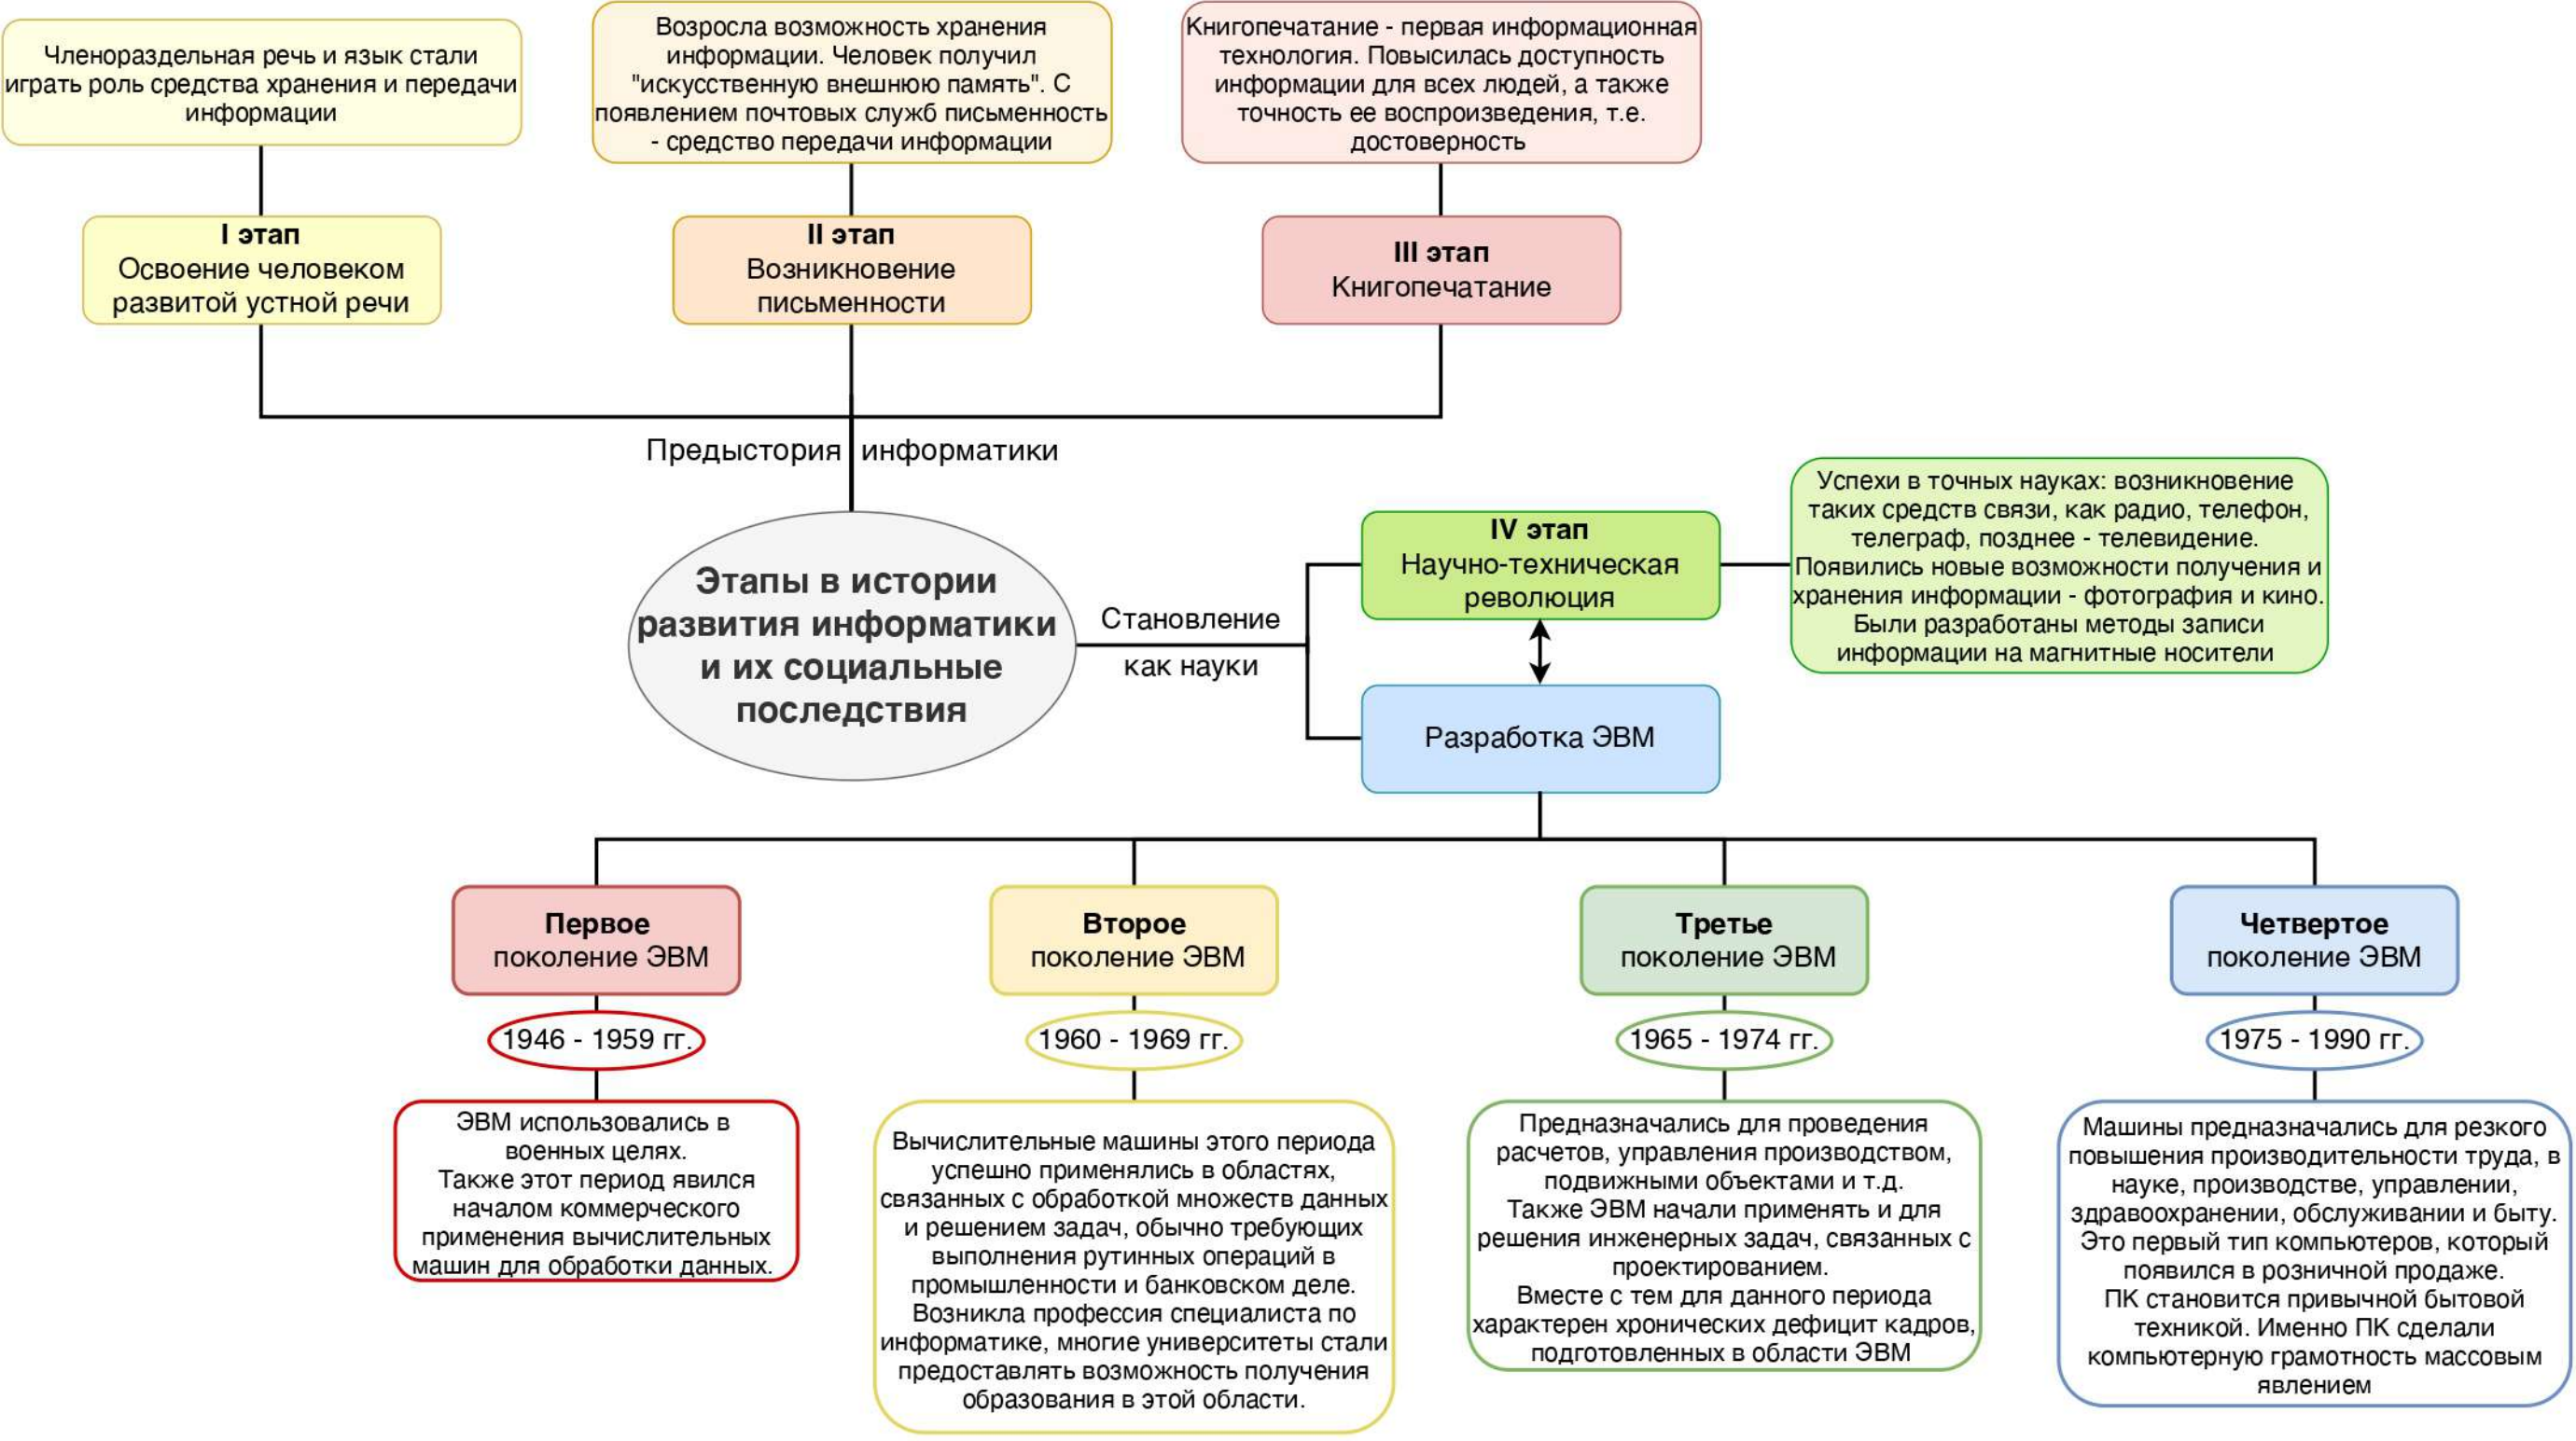 Членораздельная речь и язык стали
играть роль средства хранения и передачи
информации
Возросла возможность хранения
информации. Человек получил
"искусственную внешнюю память". С
появлением почтовых служб письменность
- средство передачи информации
Книгопечатание - первая информационная
технология. Повысилась доступность
информации для всех людей, а также
точность ее воспроизведения, т.е.
достоверность
I этап
Освоение человеком
развитой устной речи
II этап
Возникновение
письменности
III этап
Книгопечатание
Предыстория информатики
Этапы в истории
развития информатики
и их социальные
последствия
Становление
как науки
IV этап
Научно-техническая
революция
Успехи в точных науках: возникновение
таких средств связи, как радио, телефон,
телеграф, позднее - телевидение.
Появились новые возможности получения и
хранения информации - фотография и кино.
Были разработаны методы записи
информации на магнитные носители
Разработка ЭВМ
Первое
поколение ЭВМ
1946 - 1959 гг.
ЭВМ использовались в
военных целях.
Также этот период явился
началом коммерческого
применения вычислительных
машин для обработки данных.
Второе
поколение ЭВМ
1960 - 1969 гг.
Вычислительные машины этого периода
успешно применялись в областях,
связанных с обработкой множеств данных
и решением задач, обычно требующих
выполнения рутинных операций в
промышленности и банковском деле.
Возникла профессия специалиста по
информатике, многие университеты стали
предоставлять возможность получения
образования в этой области.
Третье
поколение ЭВМ
1965 - 1974 гг.
Предназначались для проведения
расчетов, управления производством,
подвижными объектами и т.д.
Также ЭВМ начали применять и для
решения инженерных задач, связанных с
проектированием.
Вместе с тем для данного периода
характерен хронических дефицит кадров,
подготовленных в области ЭВМ
Четвертое
поколение ЭВМ
1975 - 1990 гг.
Машины предназначались для резкого
повышения производительности труда, в
науке, производстве, управлении,
здравоохранении, обслуживании и быту.
Это первый тип компьютеров, который
появился в розничной продаже.
ПК становится привычной бытовой
техникой. Именно ПК сделали
компьютерную грамотность массовым
явлением